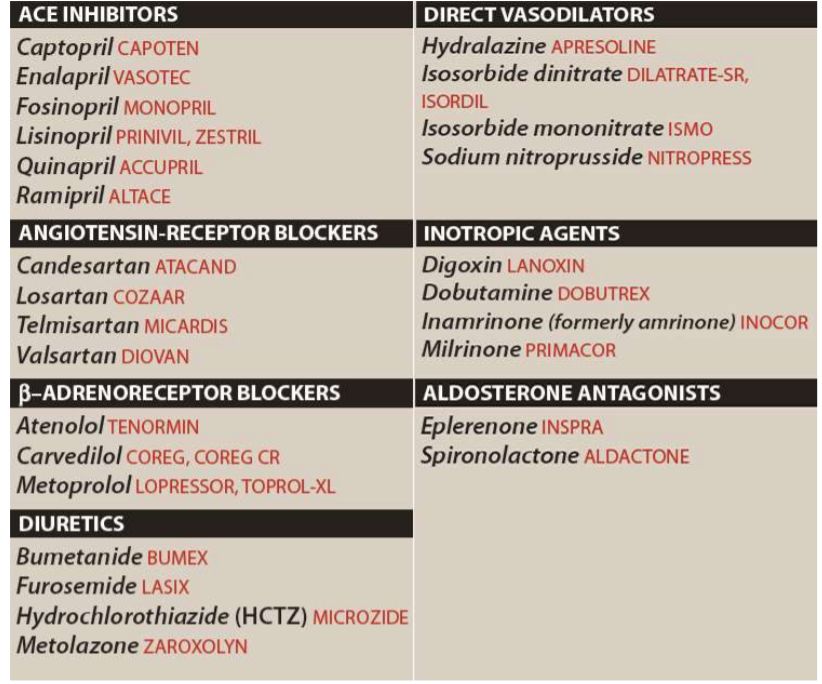 ACE INHIBITORS
Captopril CAPOTEN
Enalapril VASOTEC
Fosinopril MONOPRIL
Lisinopril PRINIVIL, ZESTRIL
Quinapril ACCUPRIL
Ramipril ALTACE
ANGIOTENSIN-RECEPTOR BLOCKERS
Candesartan ATACAND
Losartan COZAAR
Telmisartan MICARDIS
Valsartan DIOVAN
β–ADRENORECEPTOR BLOCKERS
Atenolol TENORMIN
Carvedilol COREG, COREG CR
Metoprolol LOPRESSOR, TOPROL-XL
DIURETICS
Bumetanide BUMEX
Furosemide LASIX
Hydrochlorothiazide (HCTZ) MICROZIDE
Metolazone ZAROXOLYN
DIRECT VASODILATORS
Hydralazine APRESOLINE
Isosorbide dinitrate DILATRATE-SR,
ISORDIL
Isosorbide mononitrate ISMO
Sodium nitroprusside NITROPRESS
INOTROPIC AGENTS
Digoxin LANOXIN
Dobutamine DOBUTREX
Inamrinone (formerly amrinone) INOCOR
Milrinone PRIMACOR
ALDOSTERONE ANTAGONISTS
Eplerenone INSPRA
Spironolactone ALDACTONE